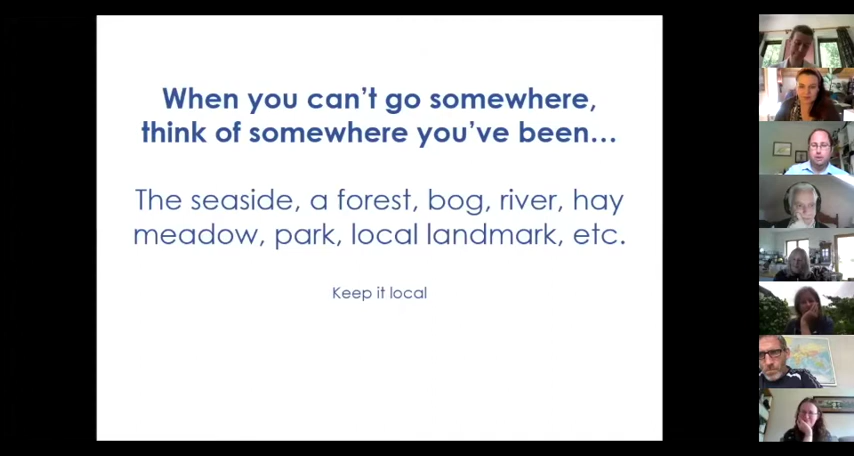 When you can't go somewhere,
think of somewhere you've been...
The seaside, a forest, bog, river, hay
meadow, park, local landmark, etc.
Keep it local